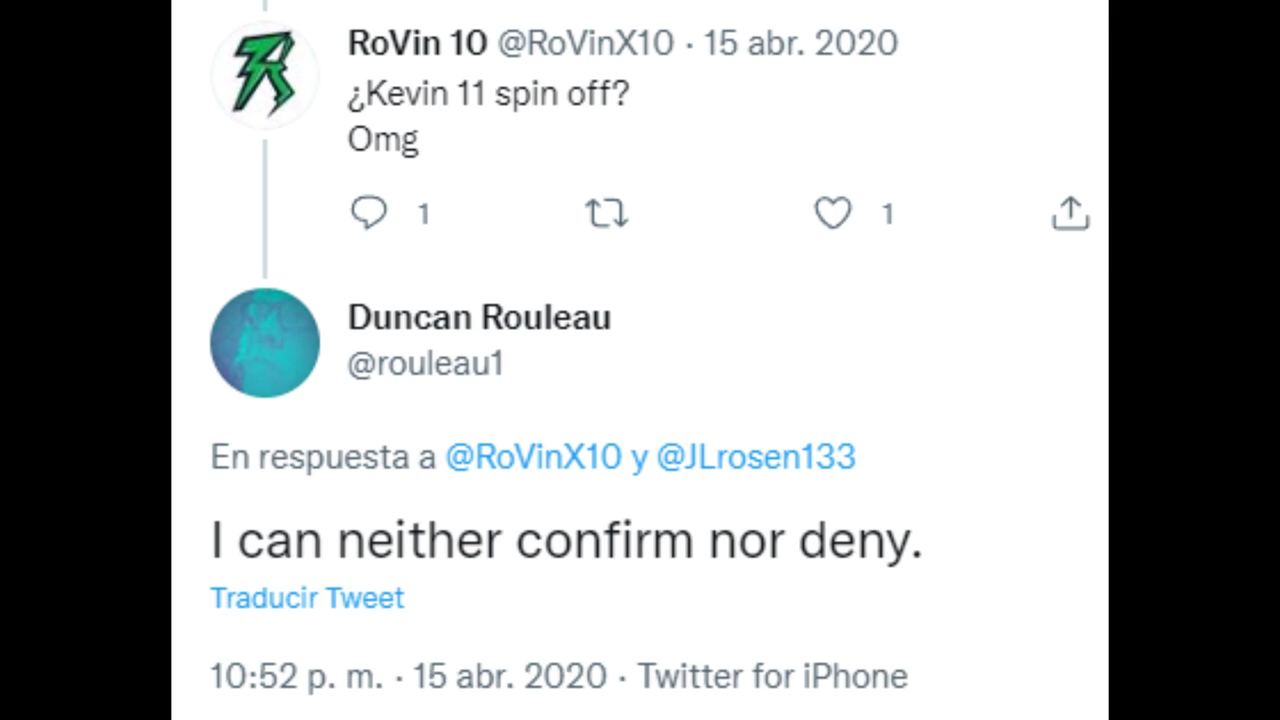 RoVin 10 @RoVinX10 · 15 abr. 2020
¿Kevin 11 spin off?
Omg
1 1
Duncan Rouleau
@rouleau1
En respuesta a @RoVinX10 y @JLrosen133
I can neither confirm nor deny.
Traducir Tweet
10:52 p. m. · 15 abr. 2020 · Twitter for iPhone